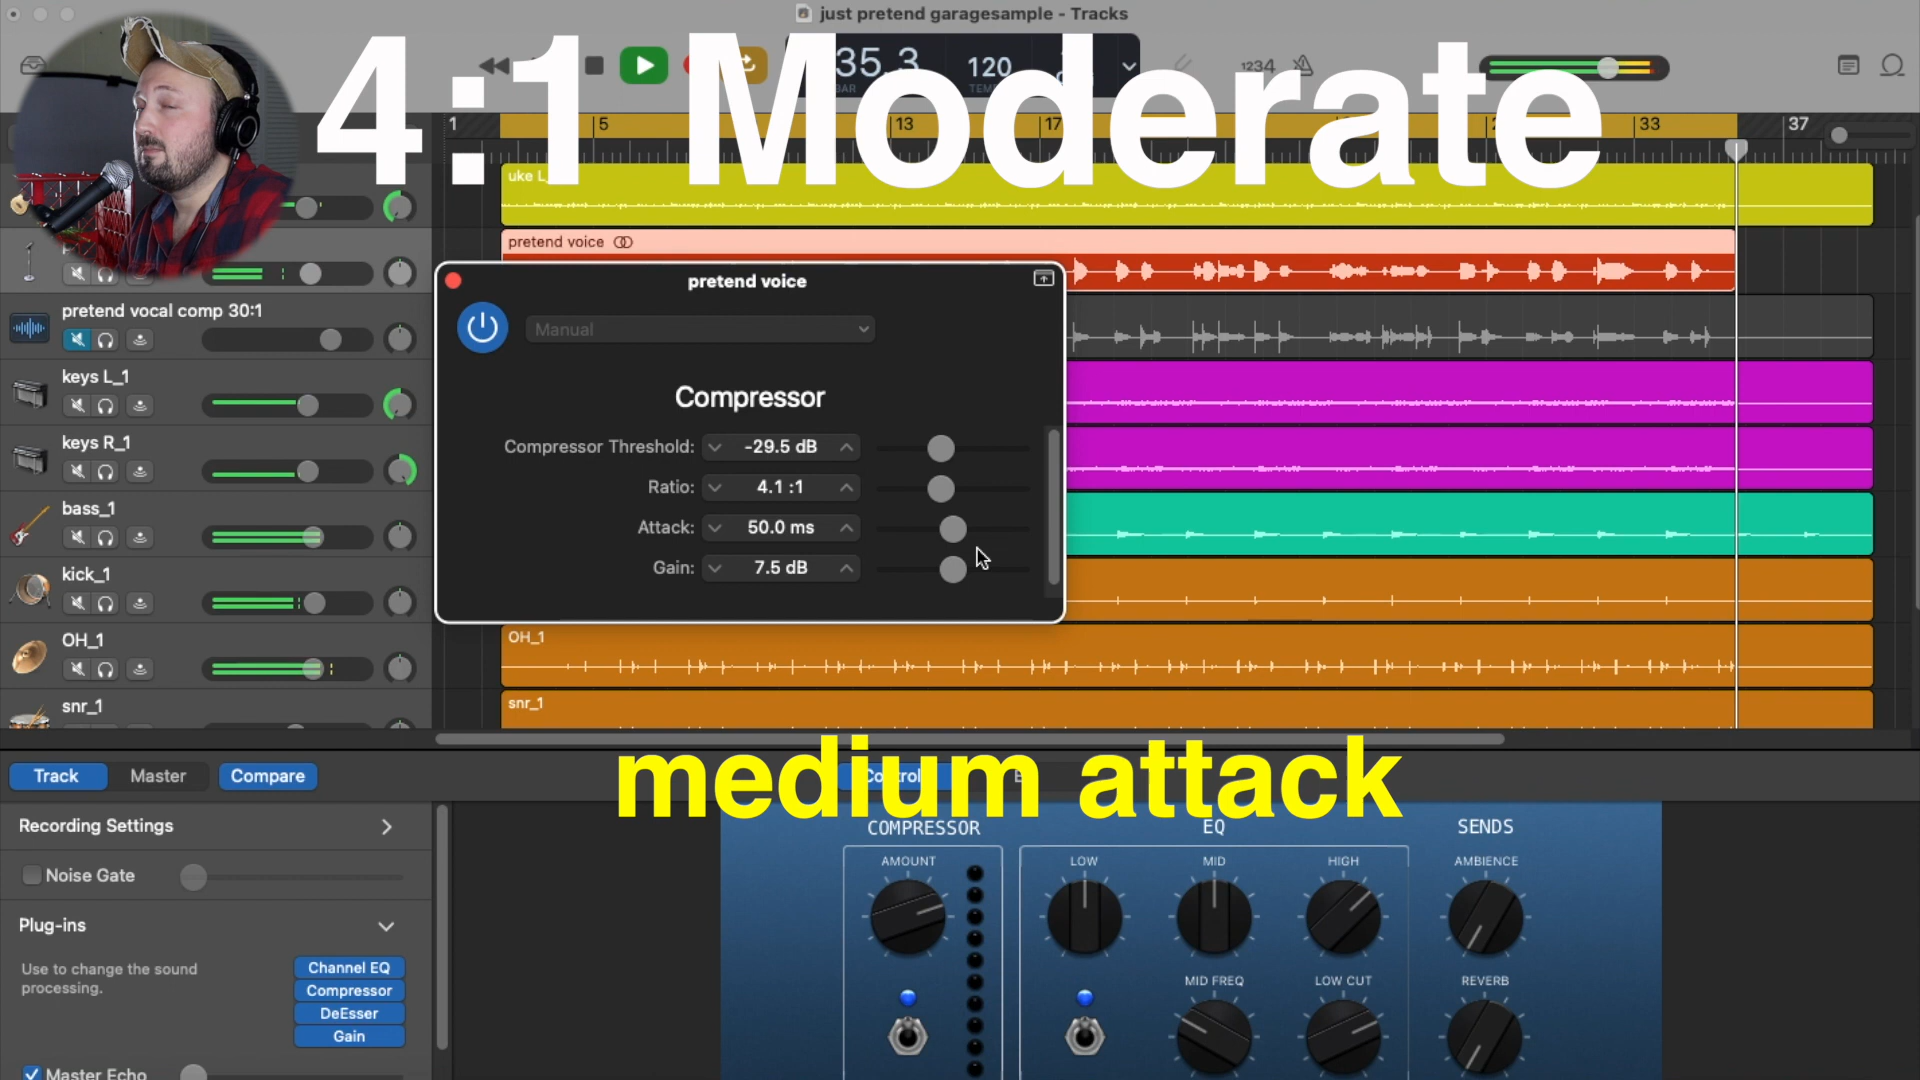 just pretend garagesample - Tracks
4:1 Moderate
35.3
120
1234
BAR
1
5
13
17
33
37
uke L
pretend voice
pretend voice
Manual
pretend vocal comp 30:1
keys L_1
Compressor
keys R_1
Compressor Threshold: -29.5 dB
Ratio: 4.1 :1
bass_1
Attack: 50.0 ms
Gain: 7.5 dB
kick_1
OH_1
OH_1
snr_1
snr_1
medium attack
Track
Master
Compare
Recording Settings
COMPRESSOR
EQ
SENDS
AMOUNT
LOW
MID
HIGH
AMBIENCE
Noise Gate
Plug-ins
Use to change the sound
processing.
Channel EQ
Compressor
DeEsser
Gain
MID FREQ
LOW CUT
REVERB
Master Echo